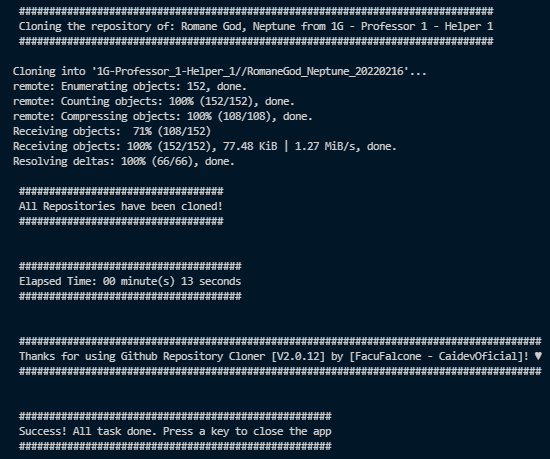 ###############################################################################
Cloning the repository of: Romane God, Neptune from 1G - Professor 1 - Helper 1
###############################################################################
Cloning into '1G-Professor_1-Helper_1//RomaneGod_Neptune_20220216'...
remote: Enumerating objects: 152, done.
remote: Counting objects: 100% (152/152), done.
remote: Compressing objects: 100% (108/108), done.
Receiving objects:  71% (108/152)
Receiving objects: 100% (152/152), 77.48 KiB | 1.27 MiB/s, done.
Resolving deltas: 100% (66/66), done.
##################################
All Repositories have been cloned!
##################################
#####################################
Elapsed Time: 00 minute(s) 13 seconds
#####################################
#######################################################################################
Thanks for using Github Repository Cloner [V2.0.12] by [FacuFalcone - CaidevOficial]! ♥
#######################################################################################
####################################################
Success! All task done. Press a key to close the app
####################################################